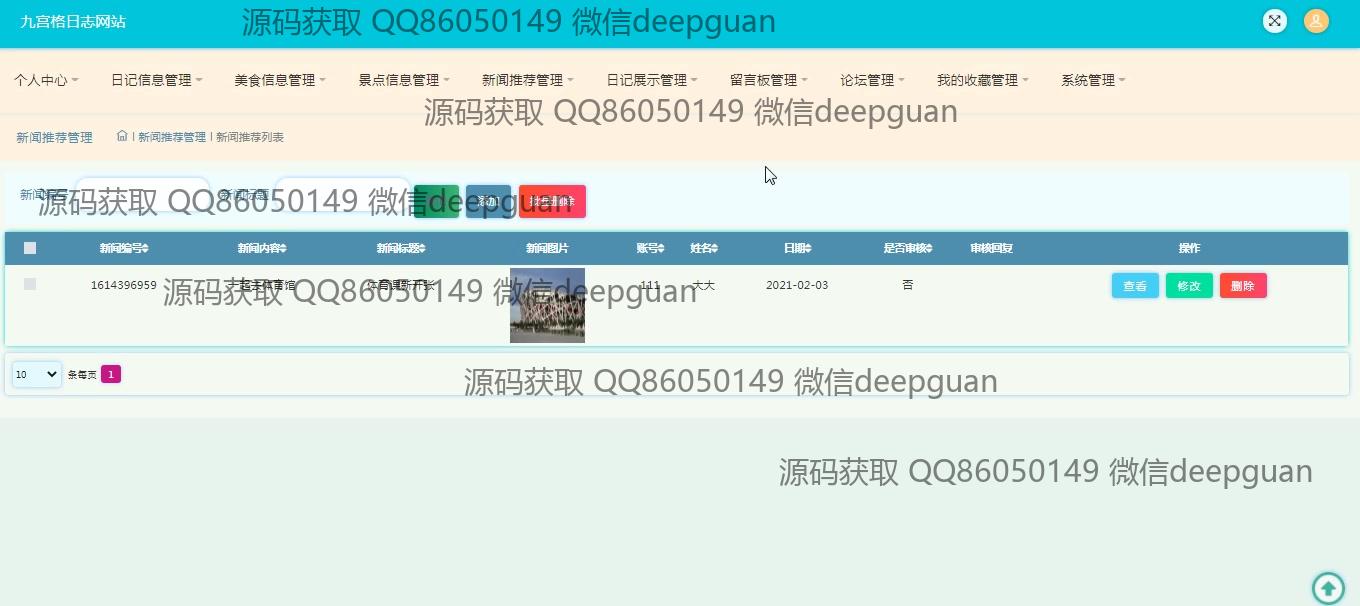 九宫格日志网站
源码获取 QQ86050149 微信deepguan
个人中心 日记信息管理 美食信息管理 景点信息管理 新闻推荐管理 日记展示管理 留言板管理 论坛管理 我的收藏管理 系统管理
源码获取 QQ86050149 微信deepguan
新闻推荐管理 | 新闻推荐管理 | 新闻推荐列表
新闻编号 新闻标题 添加 批量删除
源码获取 QQ86050149 微信deepguan
新闻编号 新闻内容 新闻标题 新闻图片 账号 姓名 日期 是否审核 审核回复 操作
1614396959 111 大大 2021-02-03 否 查看 修改 删除
源码获取 QQ86050149 微信deepguan
10 条每页 1
源码获取 QQ86050149 微信deepguan
源码获取 QQ86050149 微信deepguan